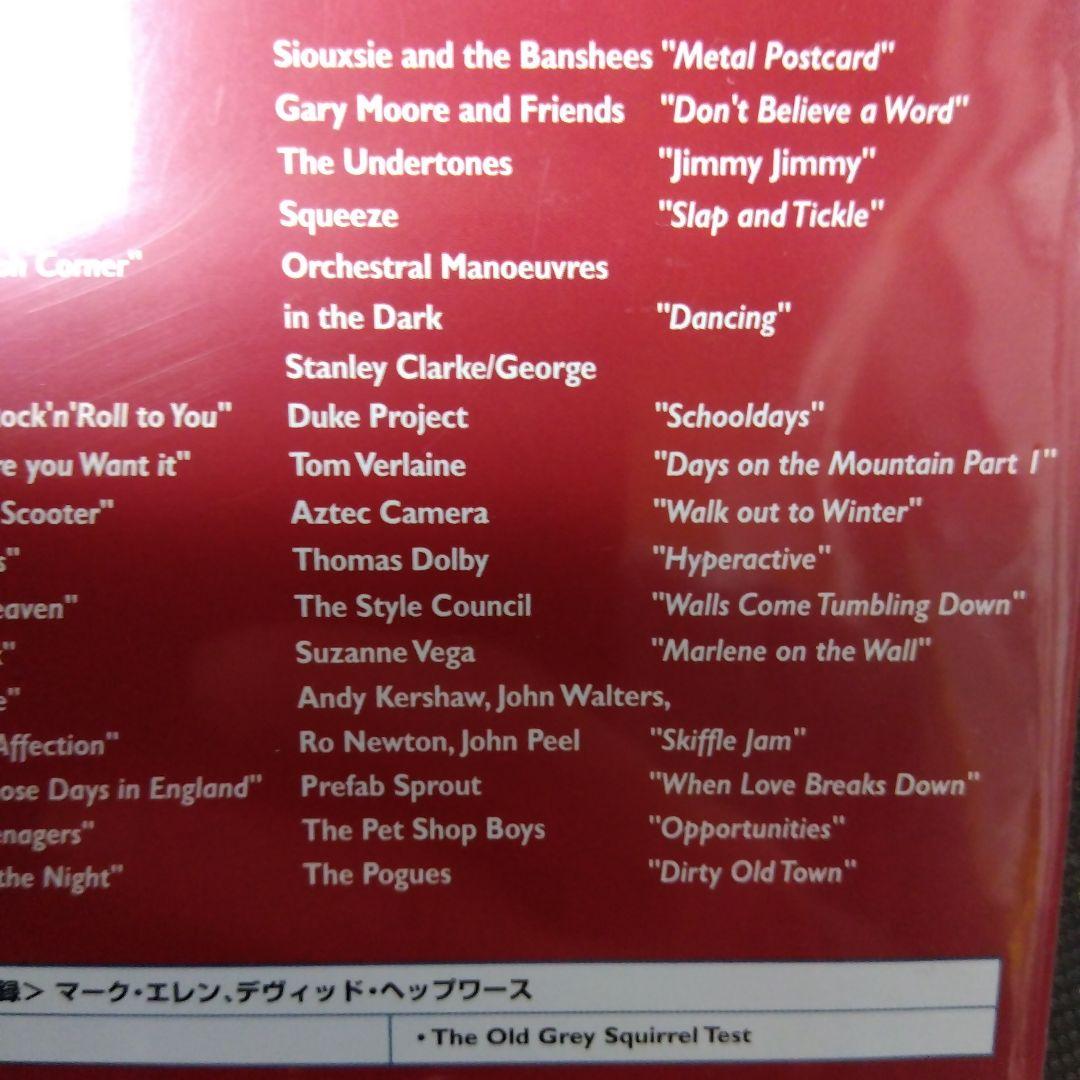 Siouxsie and the Banshees "Metal Postcard"
Gary Moore and Friends "Don't Believe a Word"
The Undertones "Jimmy Jimmy"
Squeeze "Slap and Tickle"
Corner" Orchestral Manoeuvres
in the Dark "Dancing"
Stanley Clarke/George
ock'n'Roll to You" Duke Project "Schooldays"
re you Want it" Tom Verlaine "Days on the Mountain Part 1"
Scooter" Aztec Camera "Walk out to Winter"
s" Thomas Dolby "Hyperactive"
eaven" The Style Council "Walls Come Tumbling Down"
Suzanne Vega "Marlene on the Wall"
e" Andy Kershaw, John Walters,
Affection" Ro Newton, John Peel "Skiffle Jam"
ose Days in England" Prefab Sprout "When Love Breaks Down"
enagers" The Pet Shop Boys "Opportunities"
the Night" The Pogues "Dirty Old Town"
録> マーク・エレン、デヴィッド・ヘップワース
• The Old Grey Squirrel Test